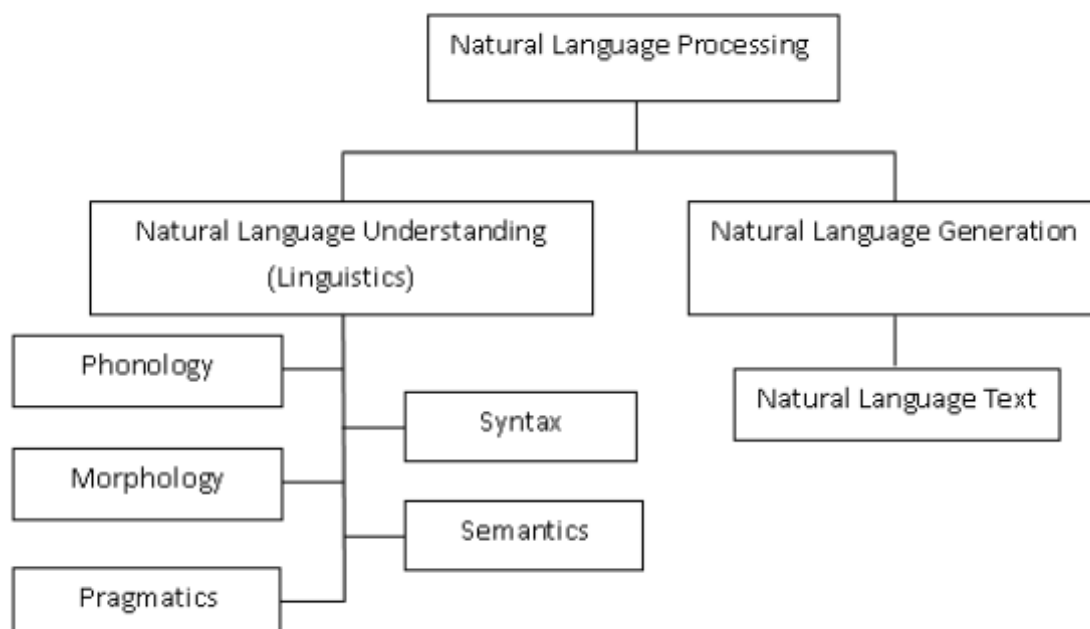 Natural Language Processing
Natural Language Understanding
(Linguistics)
Natural Language Generation
Phonology
Natural Language Text
Syntax
Morphology
Semantics
Pragmatics